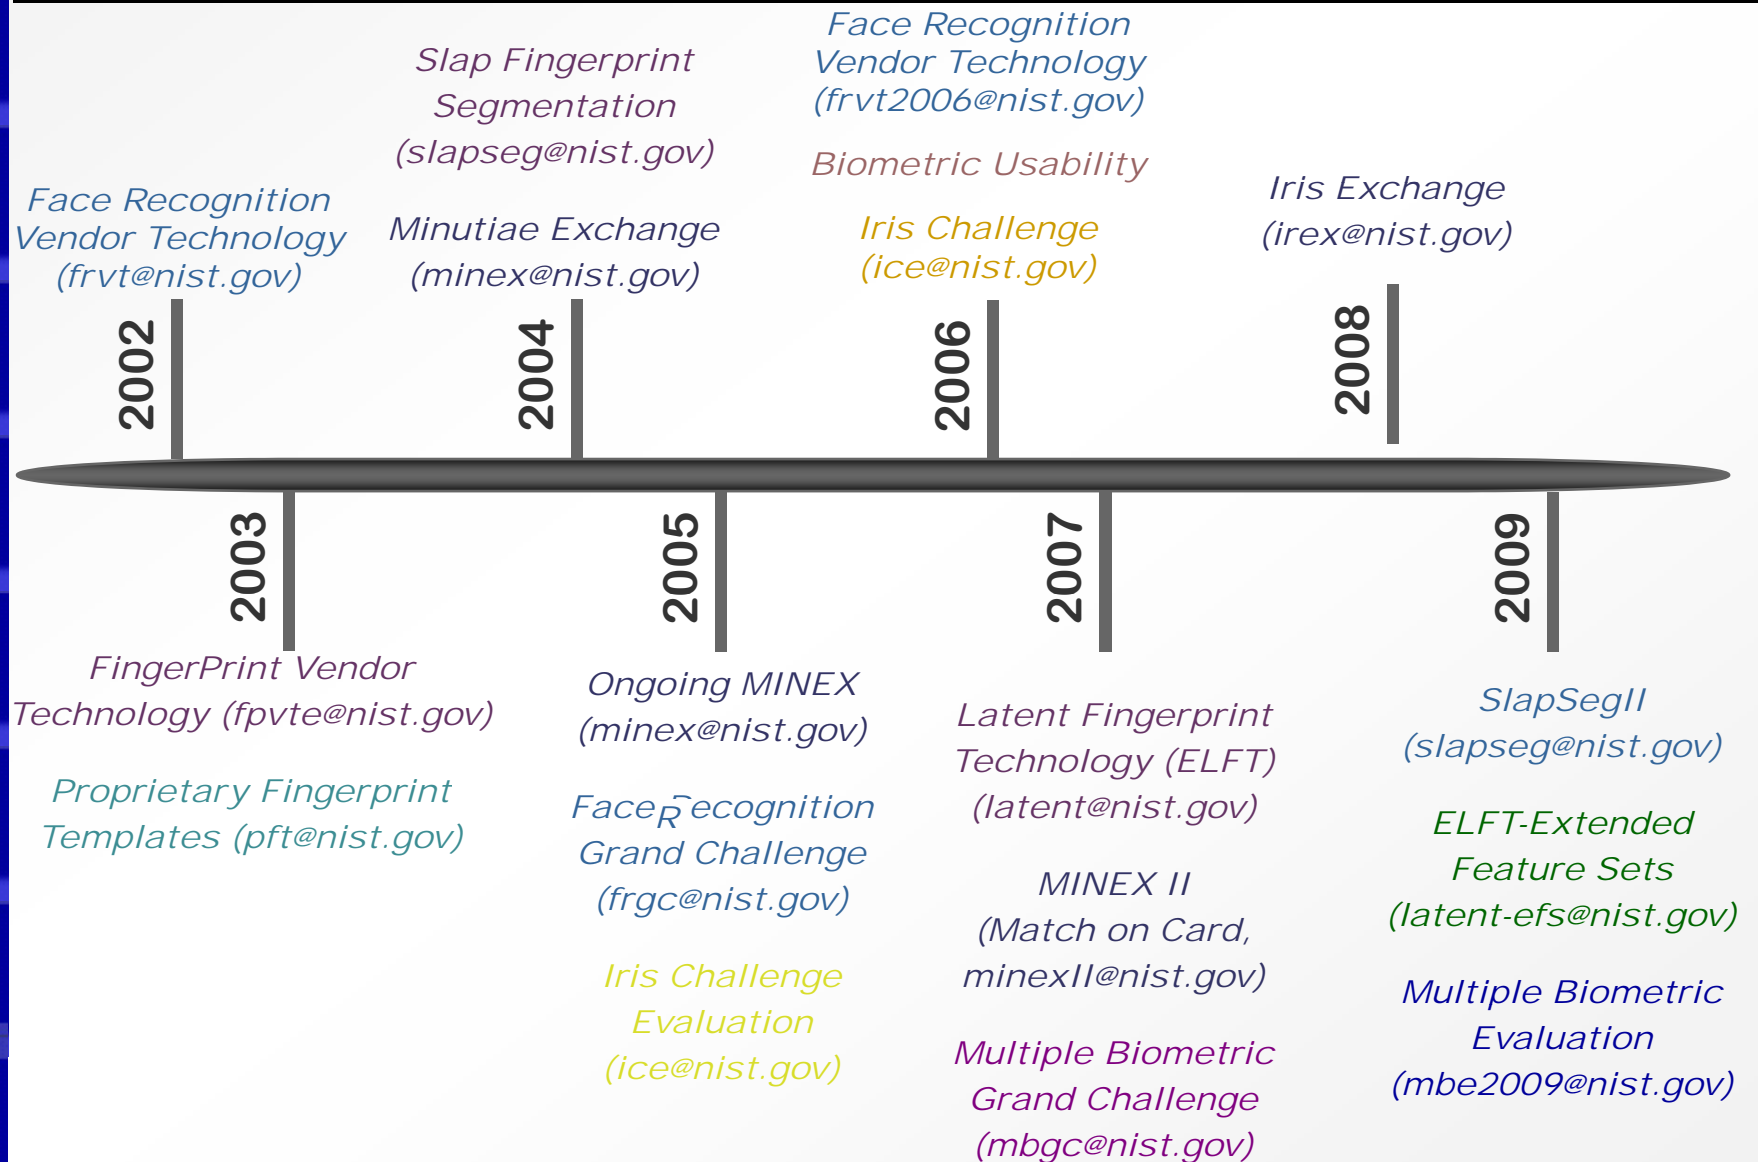 Face Recognition
Vendor Technology
(frvt@nist.gov)
2002
Slap Fingerprint
Segmentation
(slapseg@nist.gov)
Minutiae Exchange
(minex@nist.gov)
2004
Face Recognition
Vendor Technology
(frvt2006@nist.gov)
Biometric Usability
Iris Challenge
(ice@nist.gov)
2006
Iris Exchange
(irex@nist.gov)
2008
2003
FingerPrint Vendor
Technology (fpvte@nist.gov)
Proprietary Fingerprint
Templates (pft@nist.gov)
2005
Ongoing MINEX
(minex@nist.gov)
Face Recognition
Grand Challenge
(frgc@nist.gov)
Iris Challenge
Evaluation
(ice@nist.gov)
2007
Latent Fingerprint
Technology (ELFT)
(latent@nist.gov)
MINEX II
(Match on Card,
minexII@nist.gov)
Multiple Biometric
Grand Challenge
(mbgc@nist.gov)
2009
SlapSegII
(slapseg@nist.gov)
ELFT-Extended
Feature Sets
(latent-efs@nist.gov)
Multiple Biometric
Evaluation
(mbe2009@nist.gov)